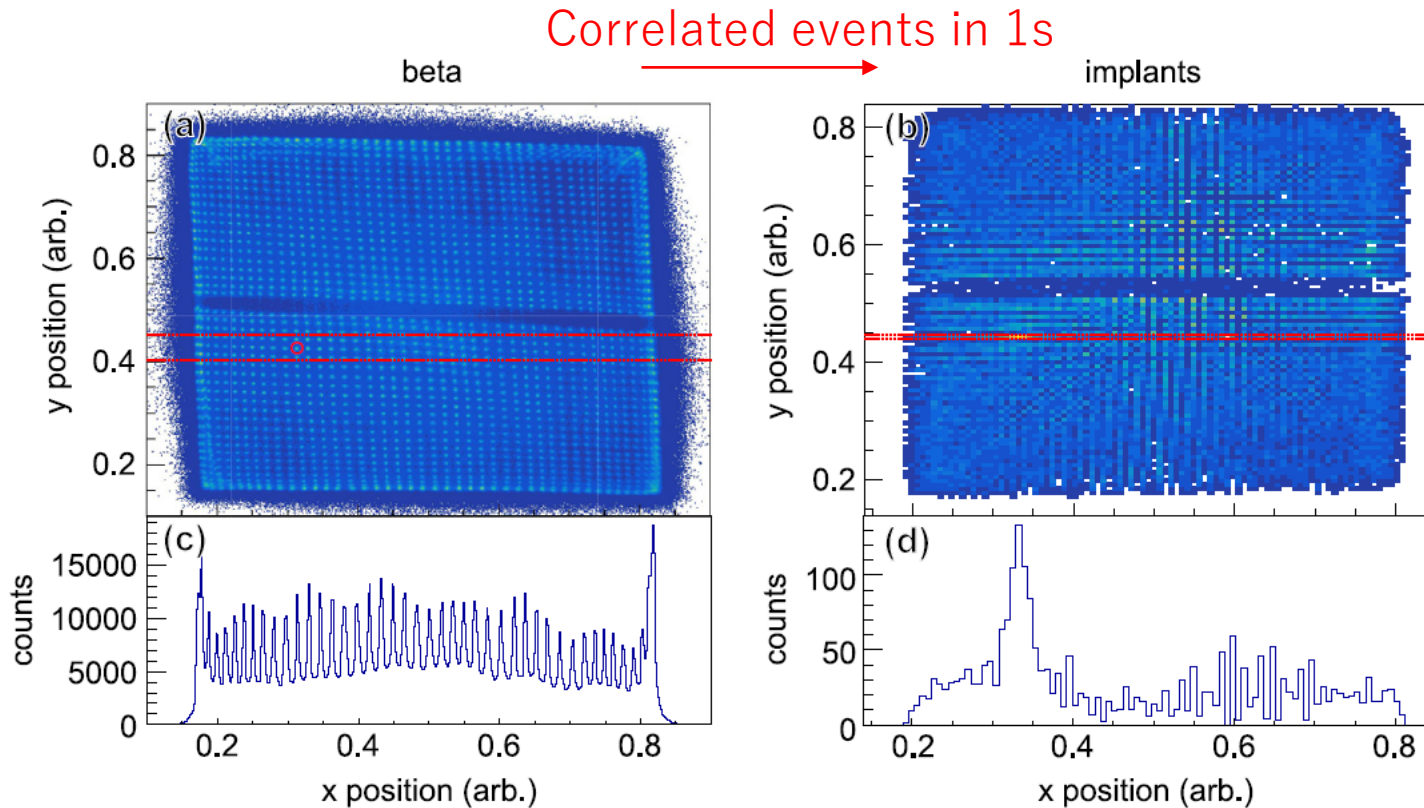 Correlated events in 1s
beta
implants
(a)
0.8
0.6
0.4
0.2
y position (arb.)
(b)
0.8
0.6
0.4
0.2
y position (arb.)
(c)
15000
10000
5000
0
counts
0.2 0.4 0.6 0.8
x position (arb.)
(d)
100
50
0
counts
0.2 0.4 0.6 0.8
x position (arb.)